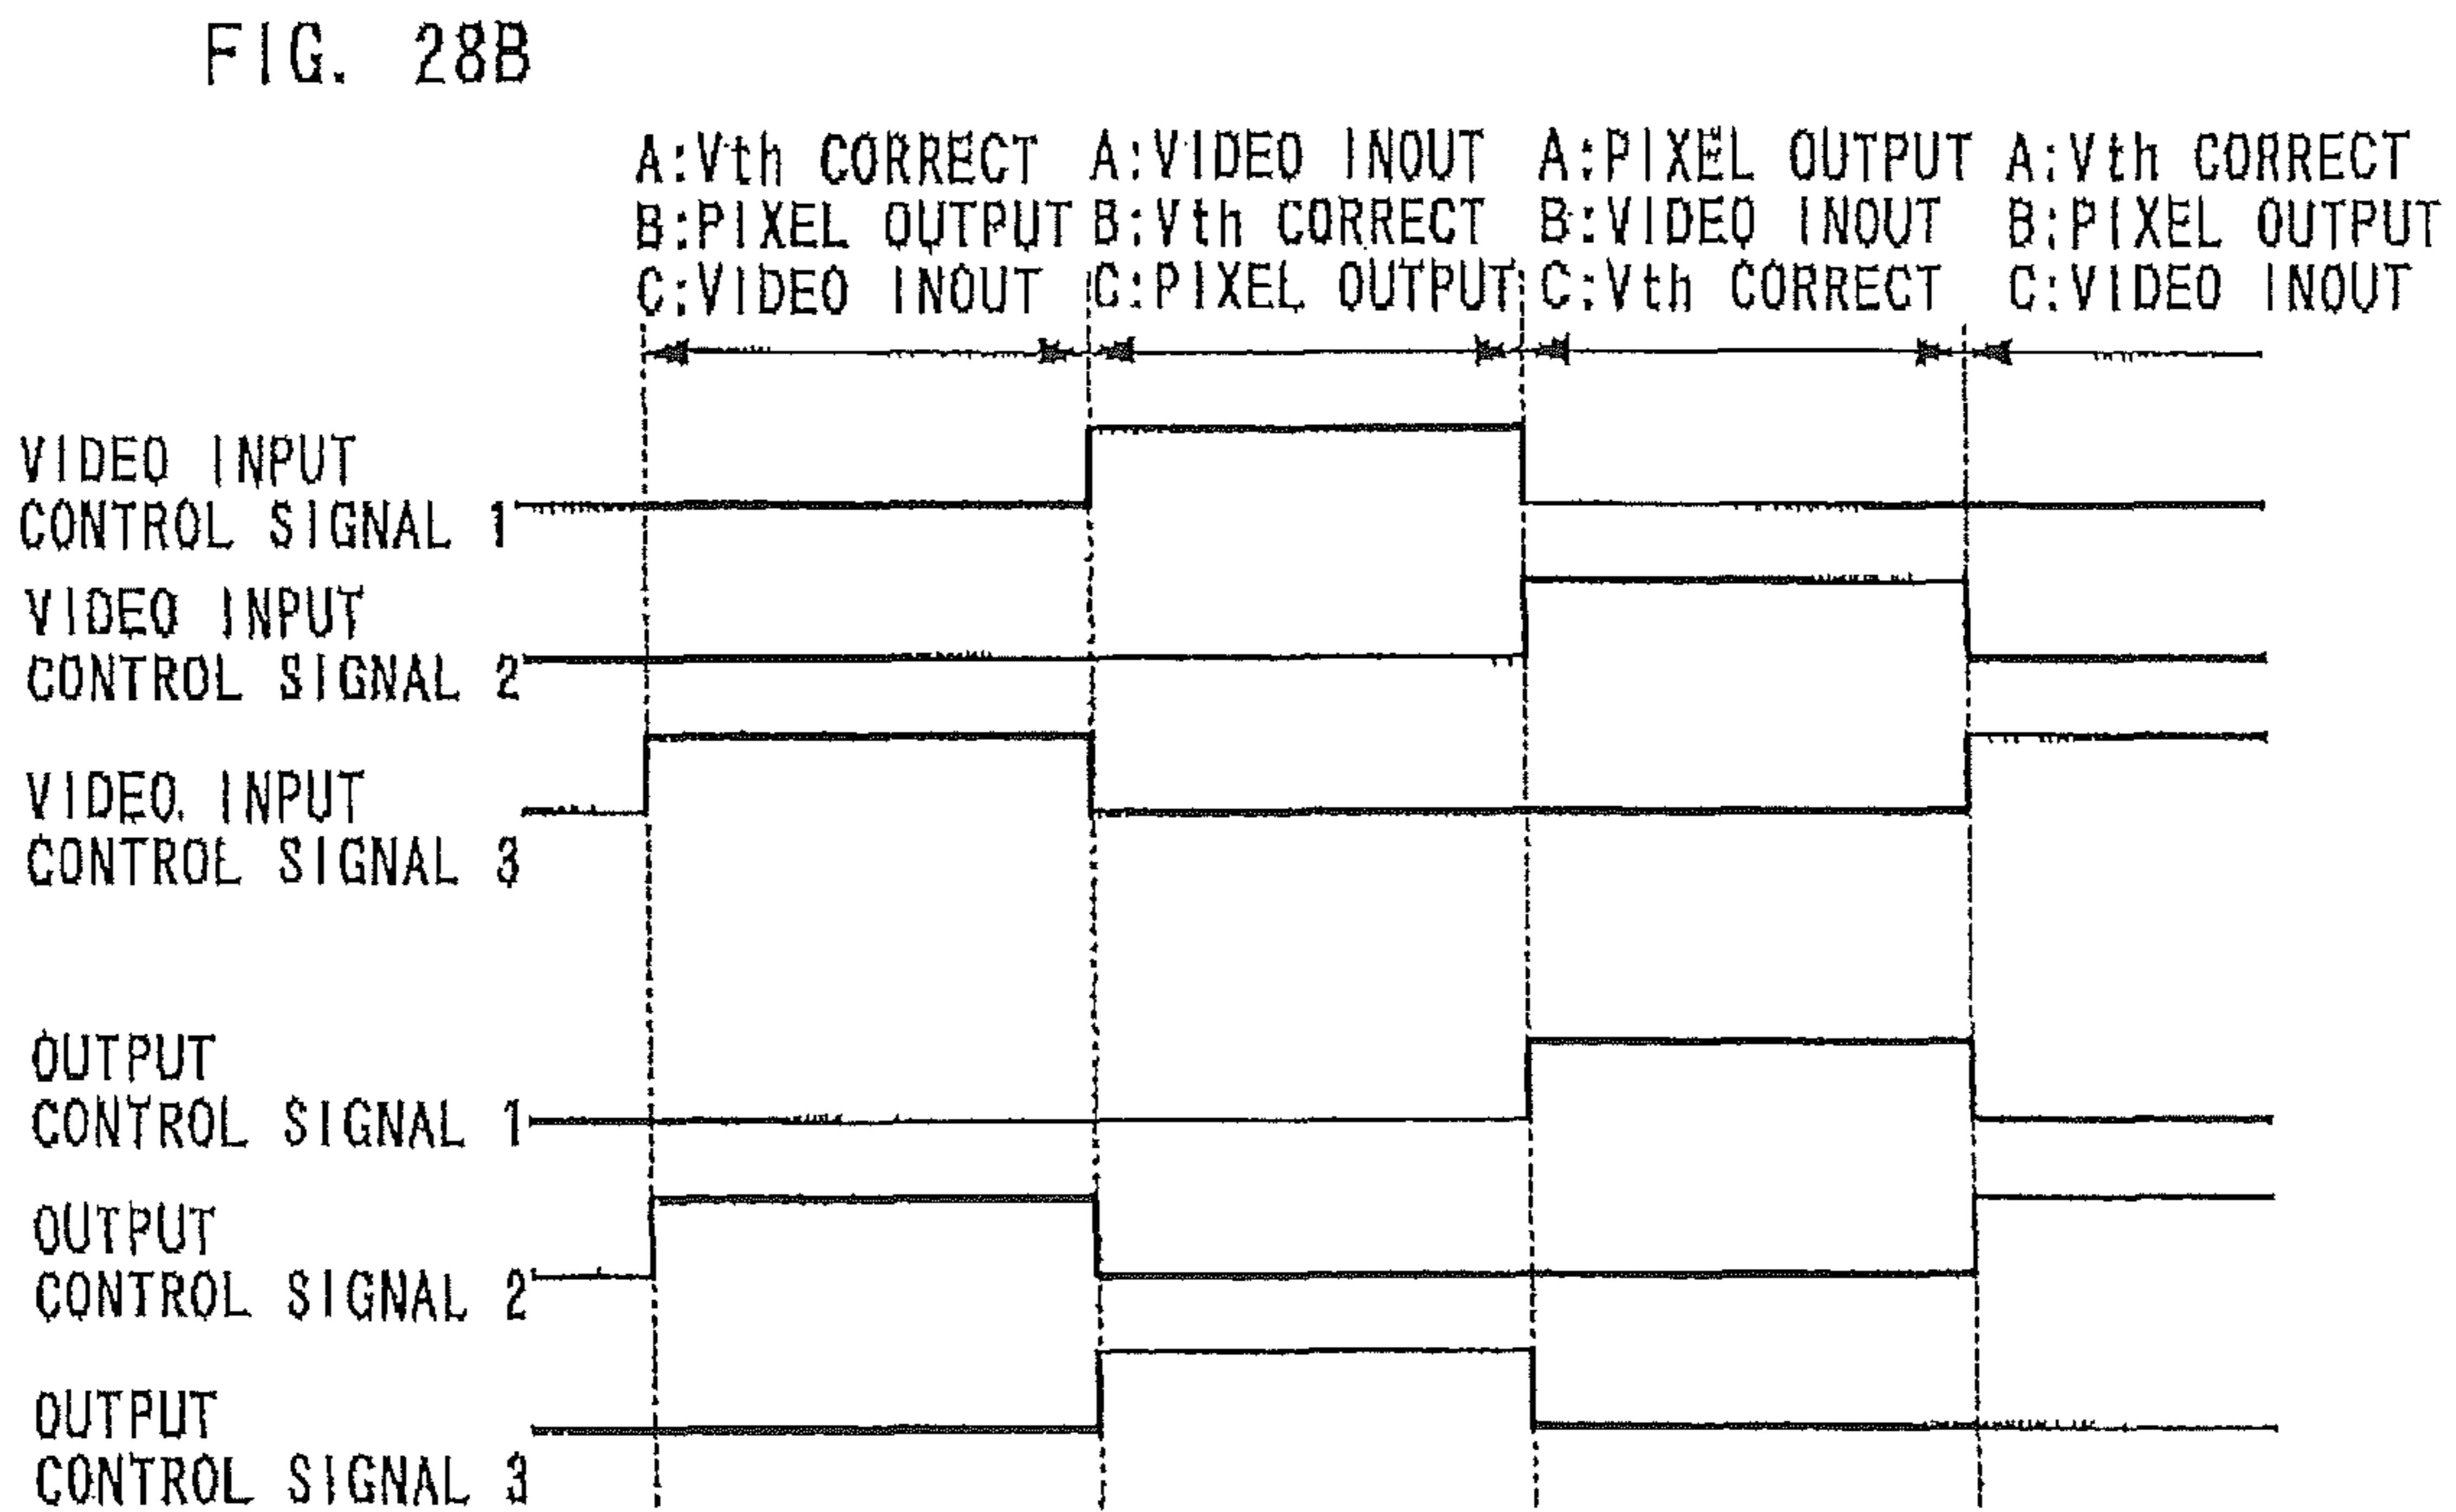 FIG. 28B
A:Vth CORRECT A:VIDEO INOUT A:PIXEL OUTPUT A:Vth CORRECT
B:PIXEL OUTPUT B:Vth CORRECT B:VIDEO INOUT B:PIXEL OUTPUT
C:VIDEO INOUT C:PIXEL OUTPUT C:Vth CORRECT C:VIDEO INOUT
VIDEO INPUT
CONTROL SIGNAL 1
VIDEO INPUT
CONTROL SIGNAL 2
VIDEO INPUT
CONTROL SIGNAL 3
OUTPUT
CONTROL SIGNAL 1
OUTPUT
CONTROL SIGNAL 2
OUTPUT
CONTROL SIGNAL 3